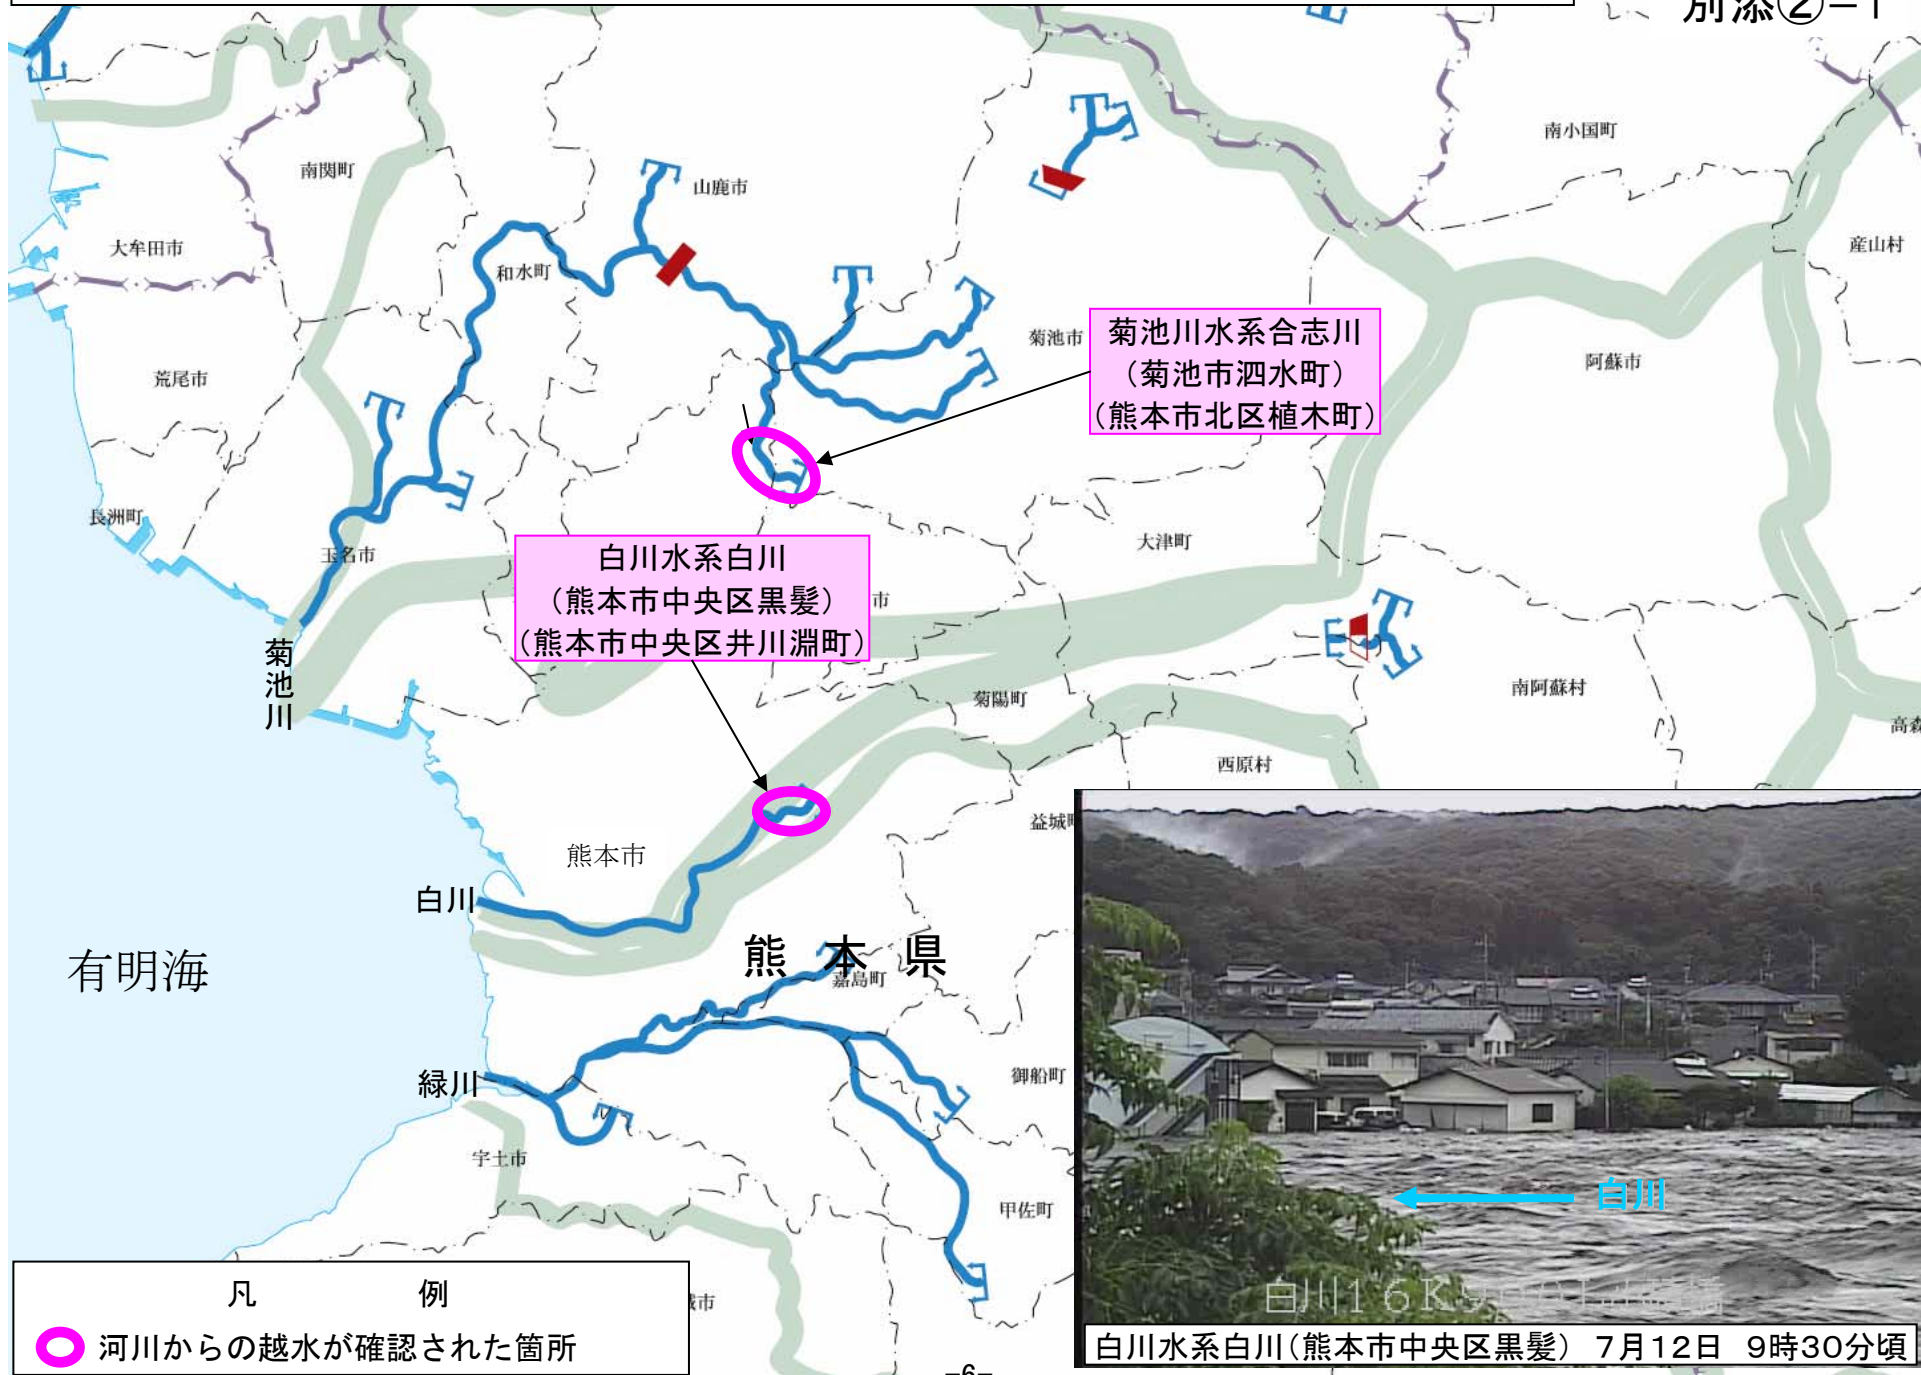 別添②-1
南小国町
南関町
山鹿市
大牟田市
産山村
和水町
菊池市
菊池川水系合志川
(菊池市泗水町)
(熊本市北区植木町)
阿蘇市
荒尾市
長洲町
玉名市
大津町
白川水系白川
(熊本市中央区黒髪)
(熊本市中央区井川淵町)
市
菊池川
菊陽町
南阿蘇村
高森
西原村
益城町
熊本市
白川
有明海
熊本県
嘉島町
緑川
御船町
宇土市
甲佐町
白川
凡例
城市
河川からの越水が確認された箇所
白川水系白川(熊本市中央区黒髪) 7月12日 9時30分頃
-6-